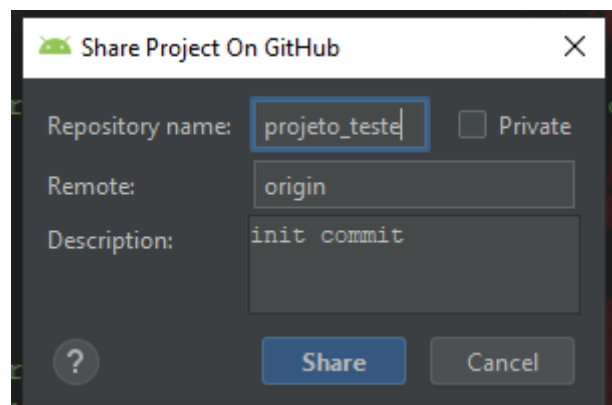 Share Project On GitHub
Repository name: projeto_teste Private
Remote: origin
Description: init commit
? Share Cancel